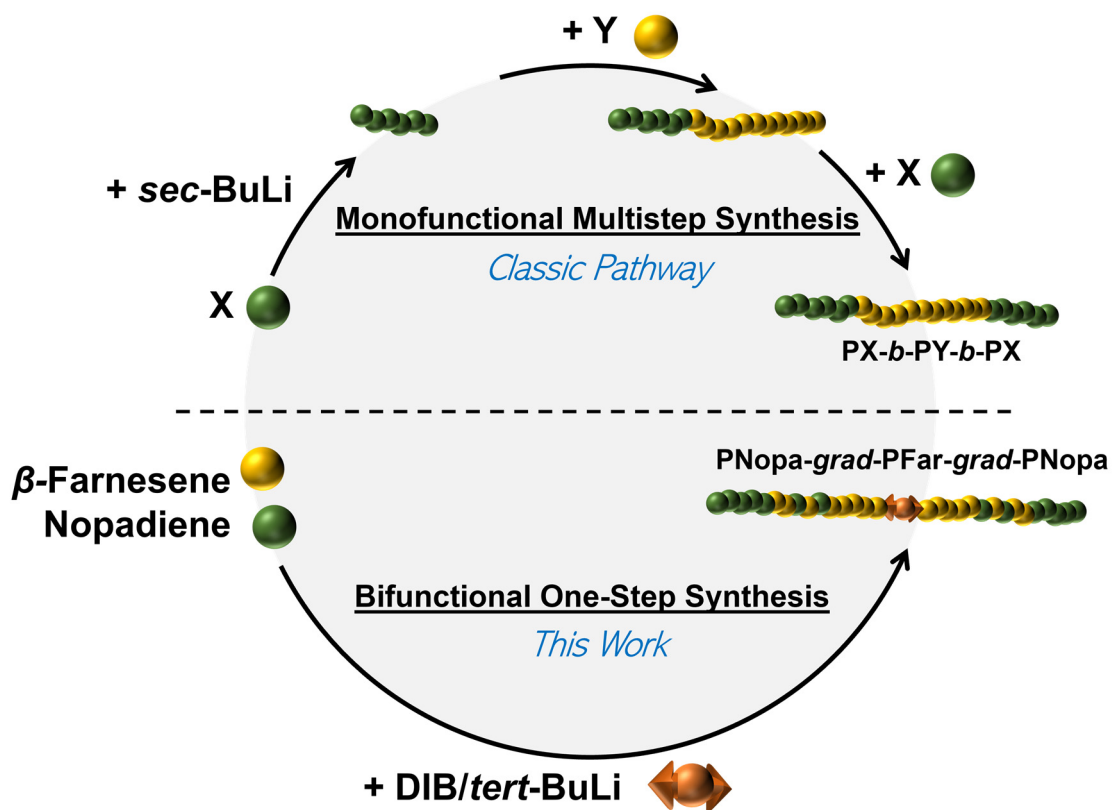 + Y
+ sec-BuLi
+ X
Monofunctional Multistep Synthesis
Classic Pathway
X
PX-b-PY-b-PX
β-Farnesene
Nopadiene
PNopa-grad-PFar-grad-PNopa
Bifunctional One-Step Synthesis
This Work
+ DIB/tert-BuLi